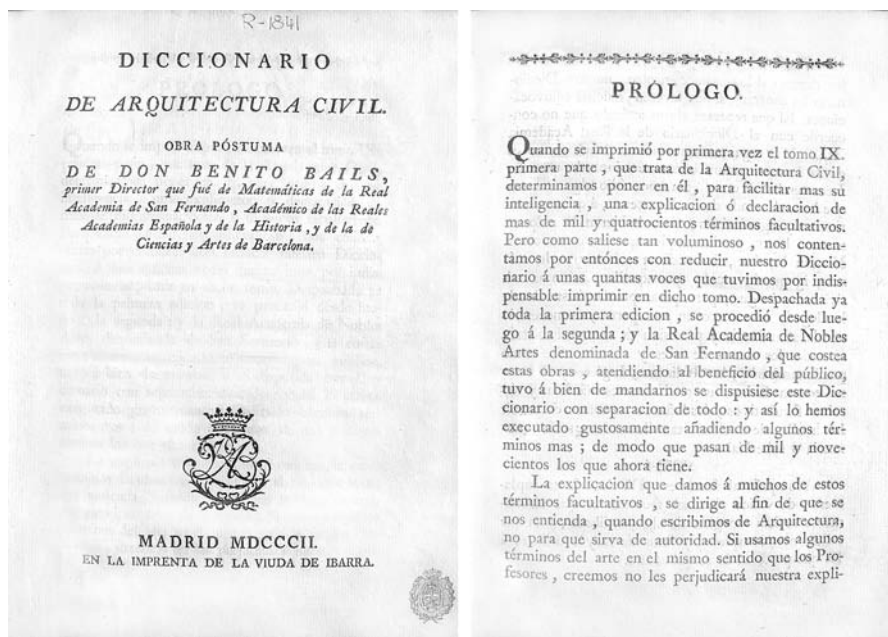 R-1841
DICCIONARIO
DE ARQUITECTURA CIVIL.
OBRA PÓSTUMA
DE DON BENITO BAILS,
primer Director que fué de Matemáticas de la Real
Academia de San Fernando, Académico de las Reales
Academias Española y de la Historia, y de la de
Ciencias y Artes de Barcelona.
MADRID MDCCCII.
EN LA IMPRENTA DE LA VIUDA DE IBARRA.
PRÓLOGO.
Quando se imprimió por primera vez el tomo IX.
primera parte, que trata de la Arquitectura Civil,
determinamos poner en él, para facilitar mas su
inteligencia, una explicacion ó declaracion de
mas de mil y quatrocientos términos facultativos.
Pero como saliese tan voluminoso, nos conten-
tamos por entónces con reducir nuestro Diccio-
nario á unas quantas voces que tuvimos por indis-
pensable imprimir en dicho tomo. Despachada ya
toda la primera edicion, se procedió desde lue-
go á la segunda; y la Real Academia de Nobles
Artes denominada de San Fernando, que costea
estas obras, atendiendo al beneficio del público,
tuvo á bien de mandarnos se dispusiese este Dic-
cionario con separacion de todo: y así lo hemos
executado gustosamente añadiendo algunos tér-
minos mas; de modo que pasan de mil y nove-
cientos los que ahora tiene.
La explicacion que damos á muchos de estos
términos facultativos, se dirige al fin de que se
nos entienda, quando escribimos de Arquitectura,
no para que sirva de autoridad. Si usamos algunos
términos del arte en el mismo sentido que los Pro-
fesores, creemos no les perjudicará nuestra expli-